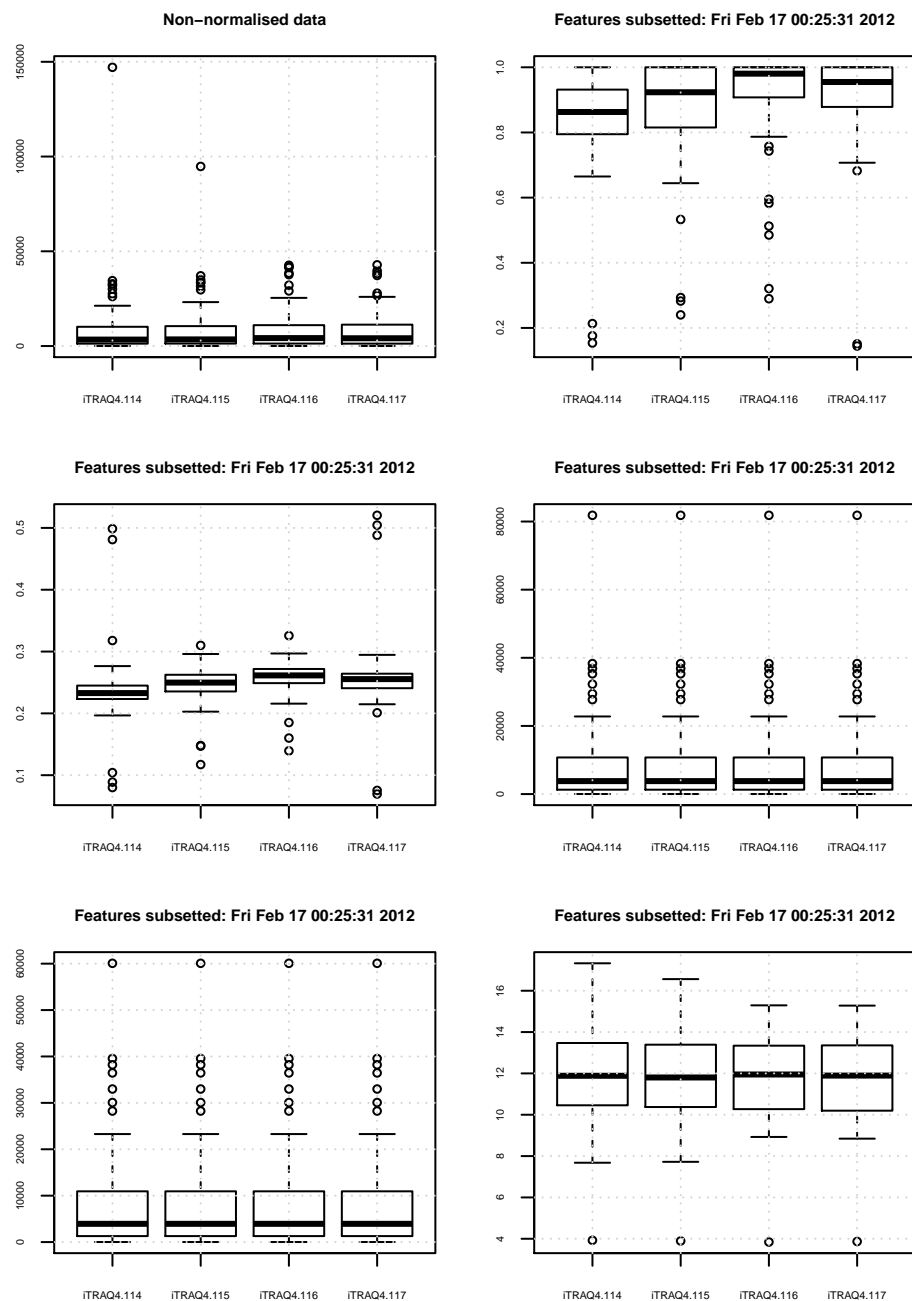 Non−normalised data
150000
100000
50000
0
iTRAQ4.114 iTRAQ4.115 iTRAQ4.116 iTRAQ4.117
Features subsetted: Fri Feb 17 00:25:31 2012
1.0
0.8
0.6
0.4
0.2
iTRAQ4.114 iTRAQ4.115 iTRAQ4.116 iTRAQ4.117
Features subsetted: Fri Feb 17 00:25:31 2012
0.5
0.4
0.3
0.2
0.1
iTRAQ4.114 iTRAQ4.115 iTRAQ4.116 iTRAQ4.117
Features subsetted: Fri Feb 17 00:25:31 2012
80000
60000
40000
20000
0
iTRAQ4.114 iTRAQ4.115 iTRAQ4.116 iTRAQ4.117
Features subsetted: Fri Feb 17 00:25:31 2012
60000
50000
40000
30000
20000
10000
0
iTRAQ4.114 iTRAQ4.115 iTRAQ4.116 iTRAQ4.117
Features subsetted: Fri Feb 17 00:25:31 2012
16
14
12
10
8
6
4
iTRAQ4.114 iTRAQ4.115 iTRAQ4.116 iTRAQ4.117